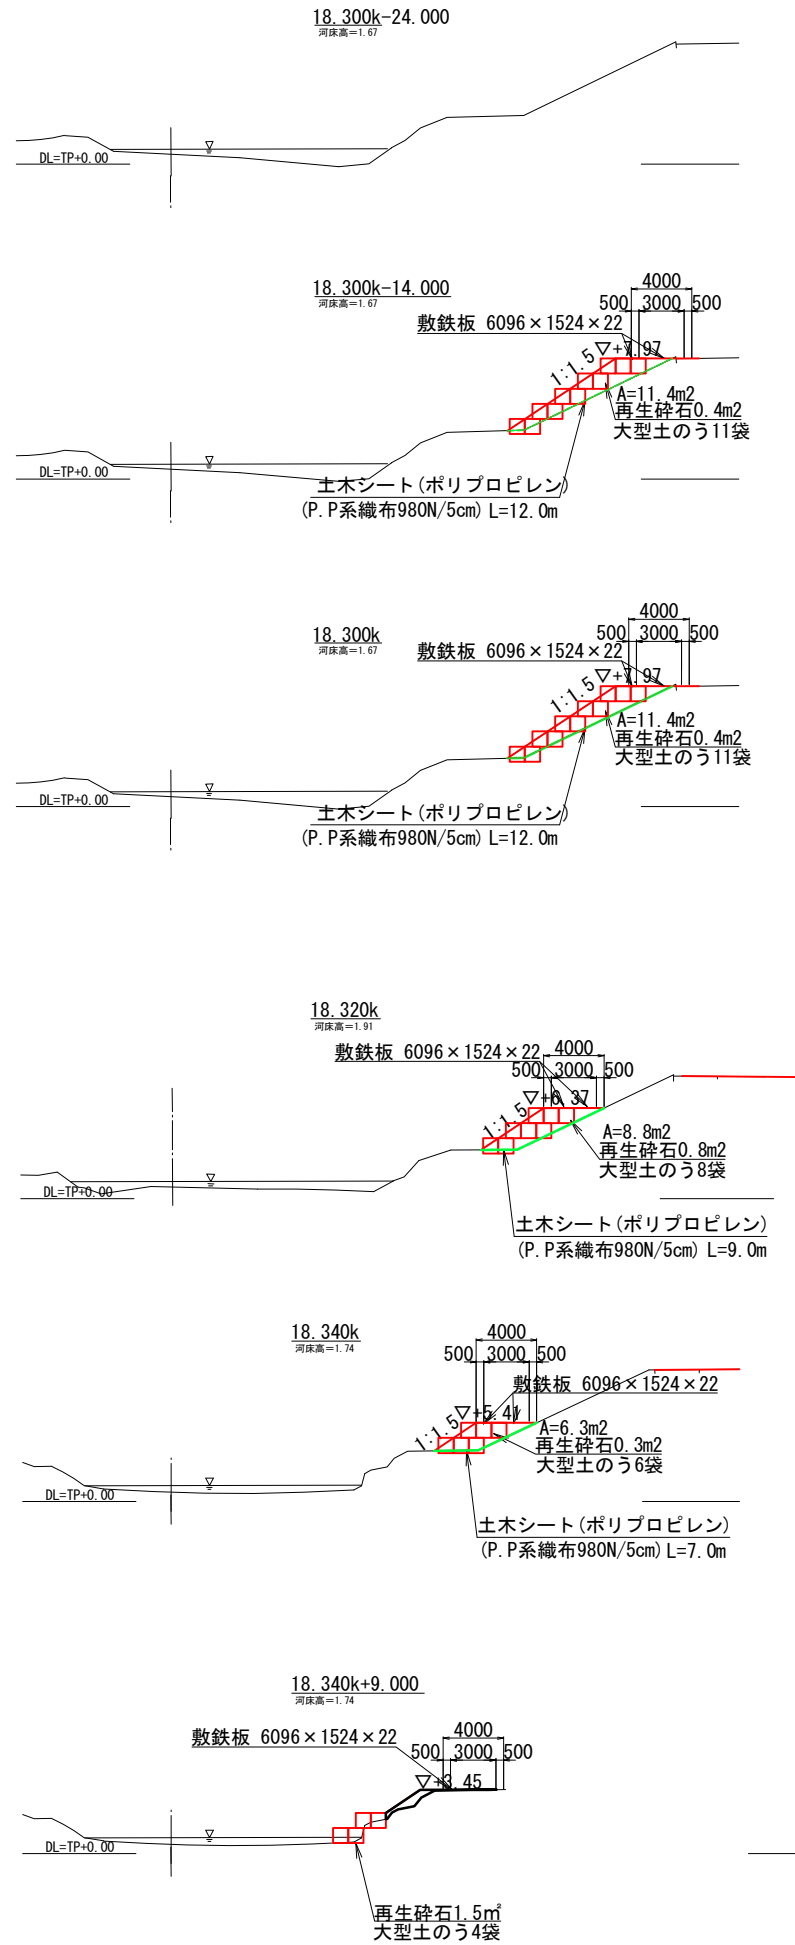 18.300k-24.000
河床高=1.67
DL=TP+0.00
18.300k-14.000
河床高=1.67
4000
500 3000 500
敷鉄板 6096×1524×22
1:1.5
▽+7.97
A=11.4m2
再生砕石0.4m2
大型土のう11袋
DL=TP+0.00
土木シート(ポリプロピレン)
(P.P系織布980N/5cm) L=12.0m
18.300k
河床高=1.67
4000
500 3000 500
敷鉄板 6096×1524×22
1:1.5
▽+7.97
A=11.4m2
再生砕石0.4m2
大型土のう11袋
DL=TP+0.00
土木シート(ポリプロピレン)
(P.P系織布980N/5cm) L=12.0m
18.320k
河床高=1.91
敷鉄板 6096×1524×22
4000
500 3000 500
1:1.5
▽+6.37
A=8.8m2
再生砕石0.8m2
大型土のう8袋
DL=TP+0.00
土木シート(ポリプロピレン)
(P.P系織布980N/5cm) L=9.0m
18.340k
河床高=1.74
4000
500 3000 500
敷鉄板 6096×1524×22
1:1.5
▽+5.41
A=6.3m2
再生砕石0.3m2
大型土のう6袋
DL=TP+0.00
土木シート(ポリプロピレン)
(P.P系織布980N/5cm) L=7.0m
18.340k+9.000
河床高=1.74
敷鉄板 6096×1524×22
4000
500 3000 500
▽+3.45
DL=TP+0.00
再生砕石1.5㎡
大型土のう4袋